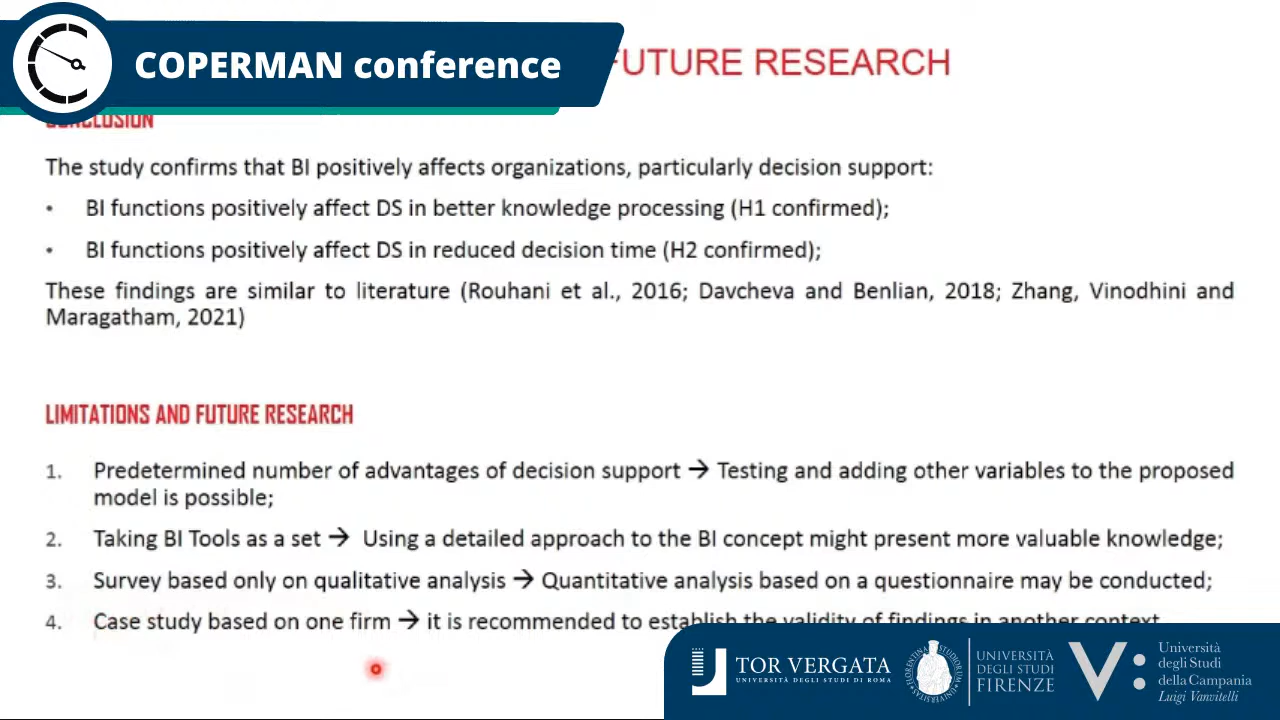 COPERMAN conference
FUTURE RESEARCH
CONCLUSION
The study confirms that BI positively affects organizations, particularly decision support:
• BI functions positively affect DS in better knowledge processing (H1 confirmed);
• BI functions positively affect DS in reduced decision time (H2 confirmed);
These findings are similar to literature (Rouhani et al., 2016; Davcheva and Benlian, 2018; Zhang, Vinodhini and
Maragatham, 2021)
LIMITATIONS AND FUTURE RESEARCH
1. Predetermined number of advantages of decision support → Testing and adding other variables to the proposed
model is possible;
2. Taking BI Tools as a set → Using a detailed approach to the BI concept might present more valuable knowledge;
3. Survey based only on qualitative analysis → Quantitative analysis based on a questionnaire may be conducted;
4. Case study based on one firm → it is recommended to establish the validity of findings in another context
TOR VERGATA
UNIVERSITÀ DEGLI STUDI DI ROMA
UNIVERSITÀ
DEGLI STUDI
FIRENZE
V:
Università
degli Studi
della Campania
Luigi Vanvitelli